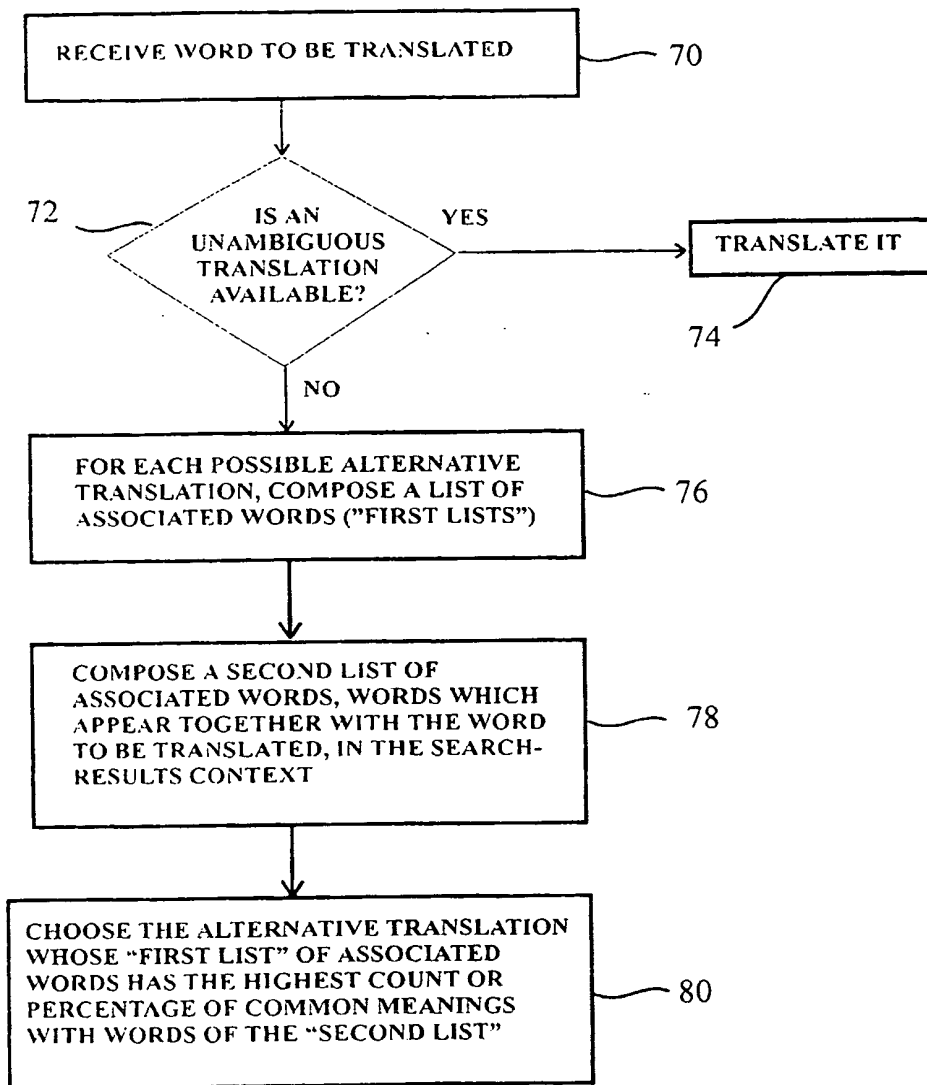 RECEIVE WORD TO BE TRANSLATED
70
72
IS AN
UNAMBIGUOUS
TRANSLATION
AVAILABLE?
YES
TRANSLATE IT
74
NO
FOR EACH POSSIBLE ALTERNATIVE
TRANSLATION, COMPOSE A LIST OF
ASSOCIATED WORDS ("FIRST LISTS")
76
COMPOSE A SECOND LIST OF
ASSOCIATED WORDS, WORDS WHICH
APPEAR TOGETHER WITH THE WORD
TO BE TRANSLATED, IN THE SEARCH-
RESULTS CONTEXT
78
CHOOSE THE ALTERNATIVE TRANSLATION
WHOSE “FIRST LIST” OF ASSOCIATED
WORDS HAS THE HIGHEST COUNT OR
PERCENTAGE OF COMMON MEANINGS
WITH WORDS OF THE “SECOND LIST”
80